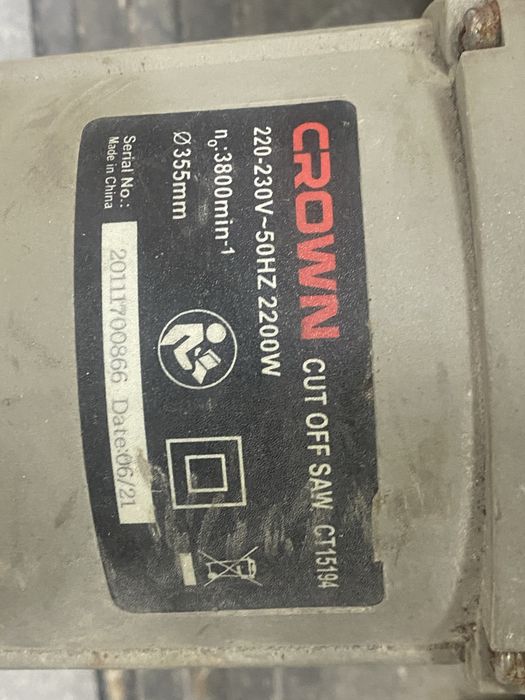 CROWN CUT OFF SAW CT15194
220-230V~50HZ 2200W
n₀:3800min⁻¹
Ø355mm
Serial No.: 20111700866 Date:06/21
Made in China